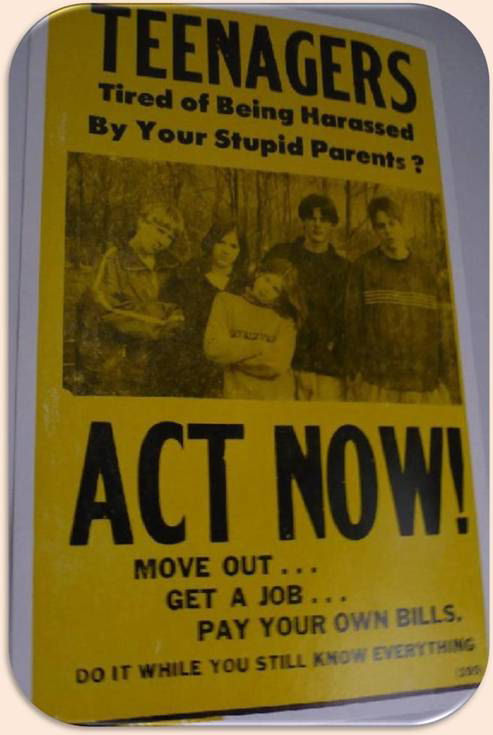 TEENAGERS
Tired of Being Harassed
By Your Stupid Parents?
ACT NOW!
MOVE OUT...
GET A JOB...
PAY YOUR OWN BILLS.
DO IT WHILE YOU STILL KNOW EVERYTHING